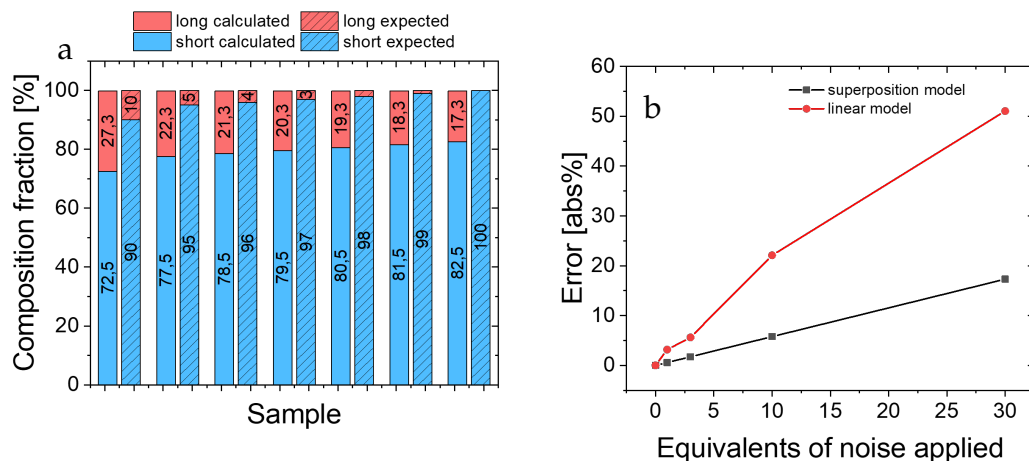 long calculated long expected
short calculated short expected
a
Composition fraction [%]
100
80
60
40
20
0
27,3 10 22,3 5 21,3 4 20,3 3 19,3 18,3 17,3
72,5 90 77,5 95 78,5 96 79,5 97 80,5 98 81,5 99 82,5 100
Sample
b
superposition model
linear model
Error [abs%]
60
50
40
30
20
10
0
0 5 10 15 20 25 30
Equivalents of noise applied